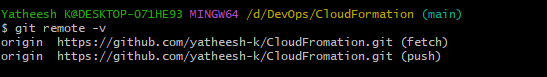 Yatheesh K@DESKTOP-O71HE93 MINGW64 /d/DevOps/CloudFormation (main)
$ git remote -v
origin  https://github.com/yatheesh-k/CloudFromation.git (fetch)
origin  https://github.com/yatheesh-k/CloudFromation.git (push)